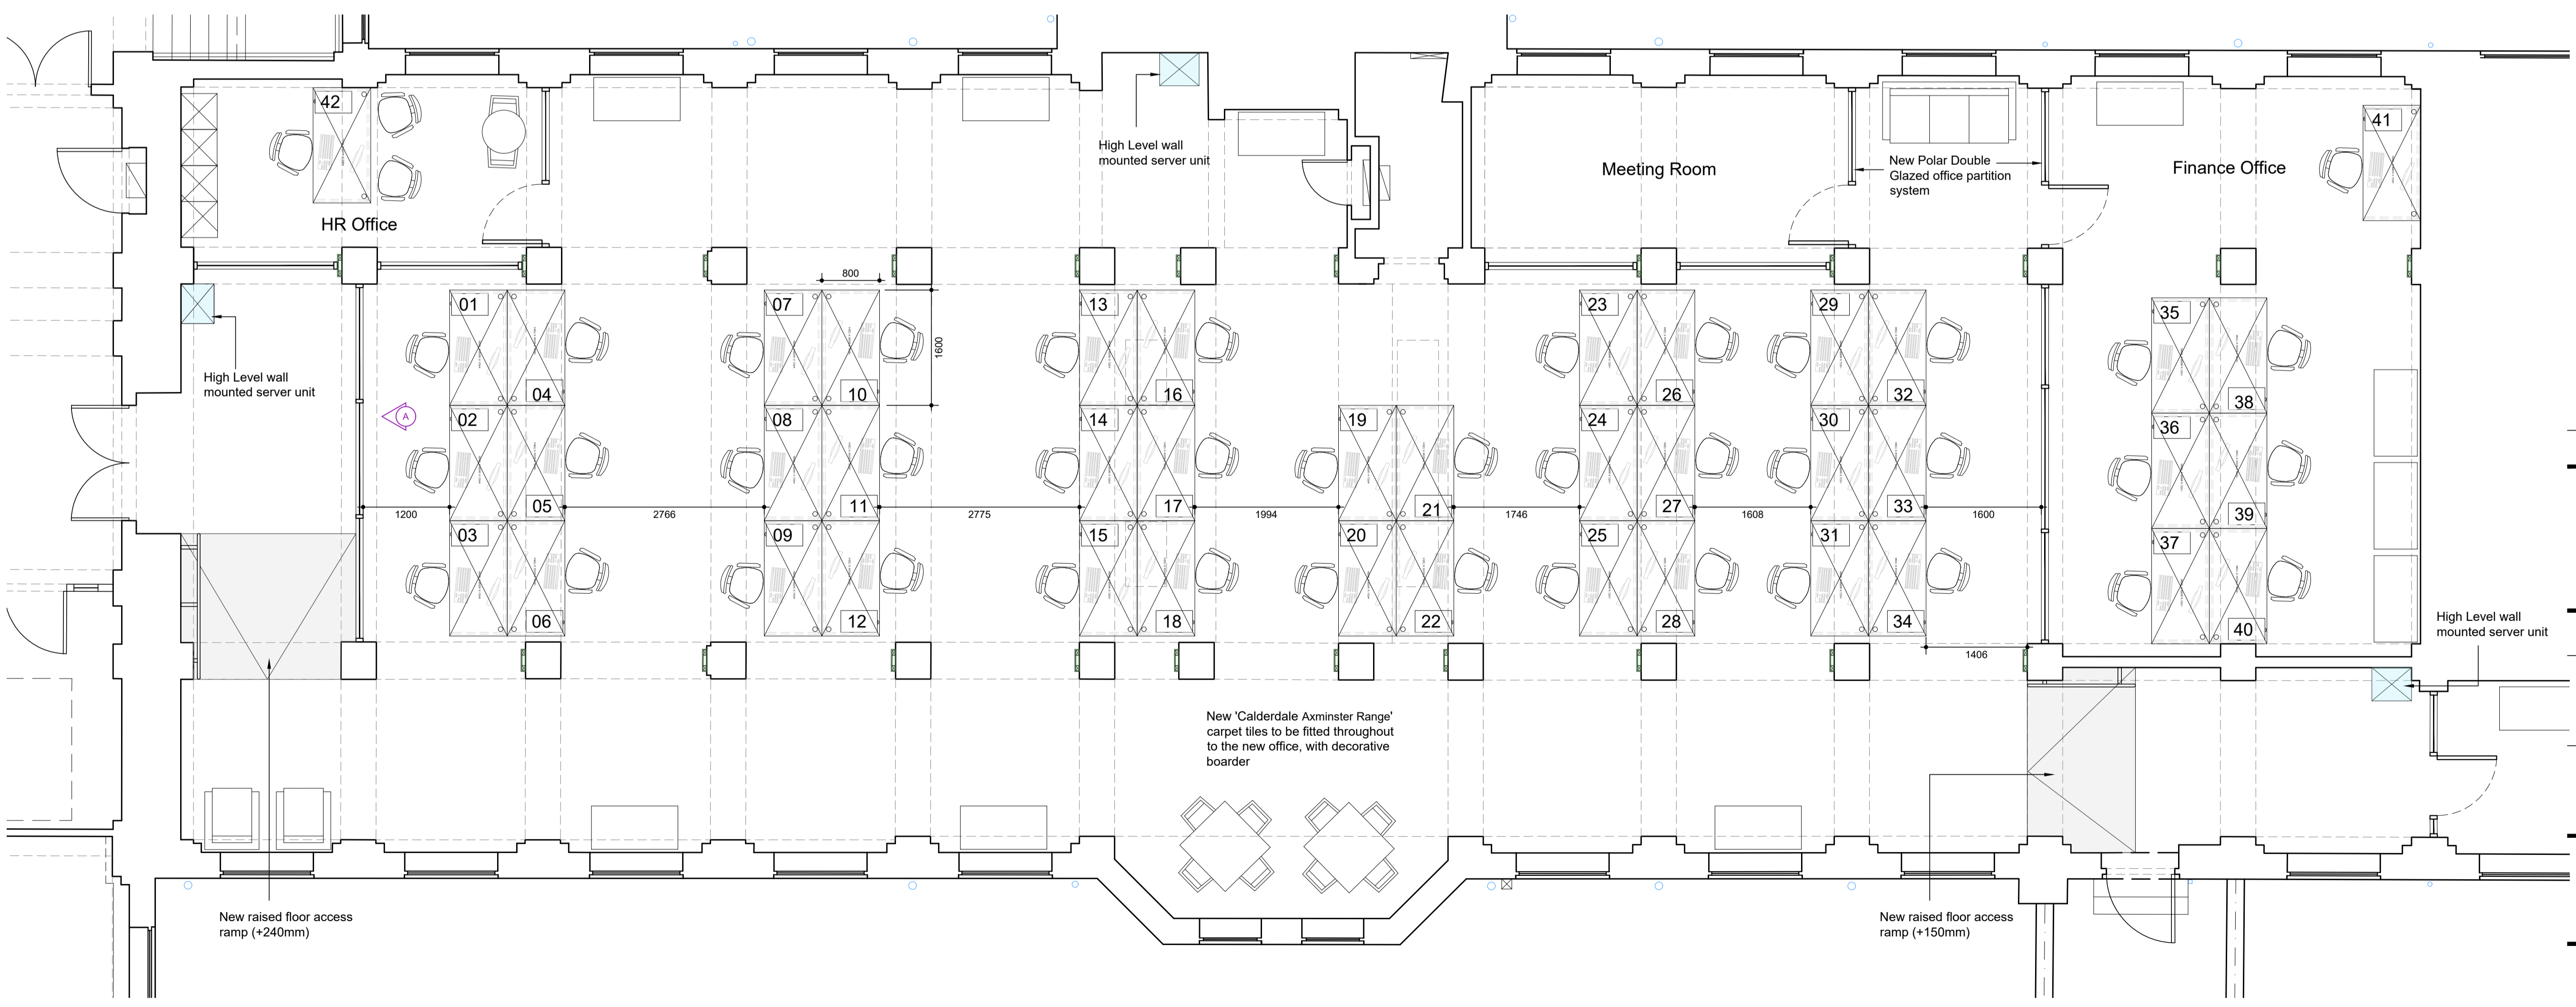 42
HR Office
High Level wall
mounted server unit
Meeting Room
New Polar Double
Glazed office partition
system
Finance Office
41
High Level wall
mounted server unit
A
01
04
02
05
03
06
800
1600
07
10
08
11
09
12
13
16
14
17
15
18
19
21
20
22
23
26
24
27
25
28
29
32
30
33
31
34
35
38
36
39
37
40
1200
2766
2775
1994
1746
1608
1600
1406
High Level wall
mounted server unit
New 'Calderdale Axminster Range'
carpet tiles to be fitted throughout
to the new office, with decorative
boarder
New raised floor access
ramp (+240mm)
New raised floor access
ramp (+150mm)